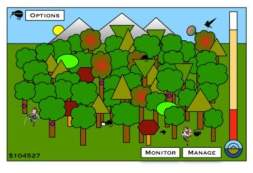 OPTIONS
$104527
MONITOR
MANAGE